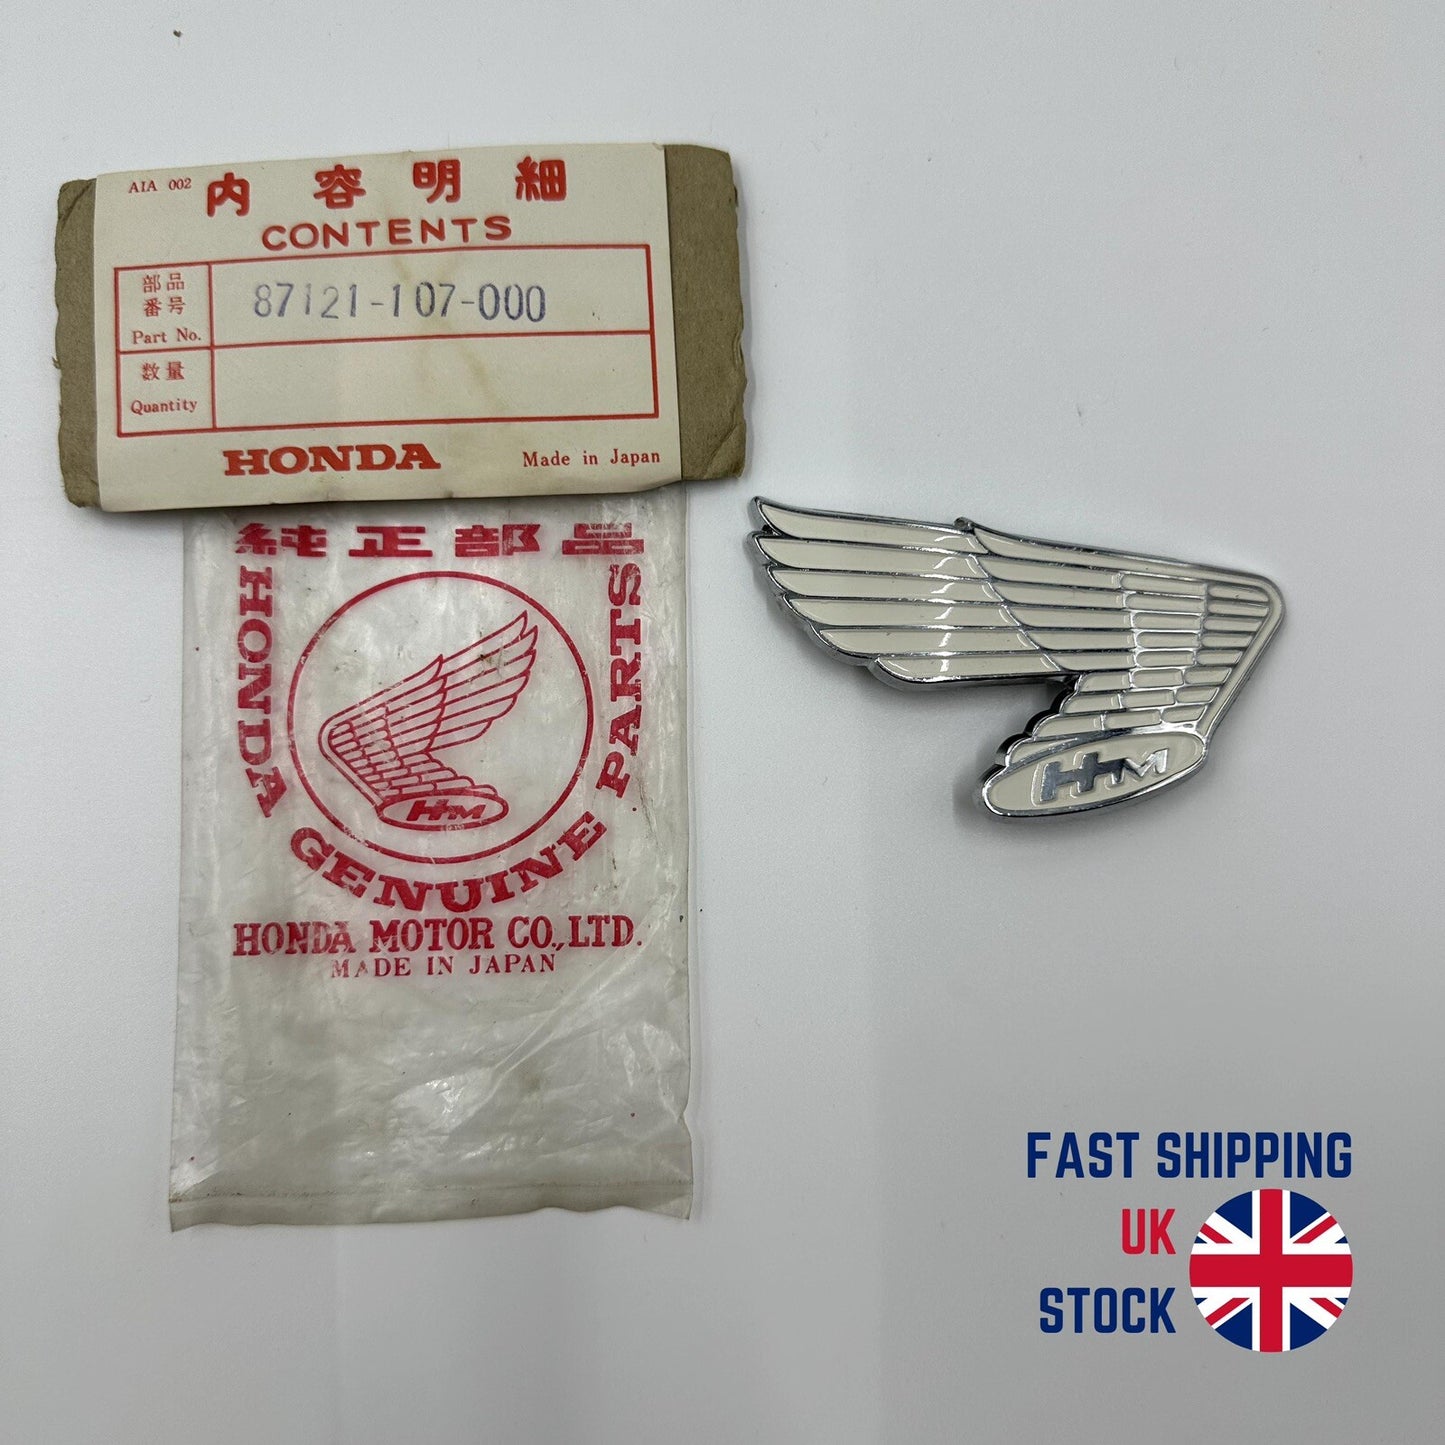 AIA 002
内容明細
CONTENTS
部品
番号
Part No.
87121-107-000
数量
Quantity
HONDA
Made in Japan
純正部品
HONDA GENUINE PARTS
HM
HONDA MOTOR CO.,LTD.
MADE IN JAPAN
HM
FAST SHIPPING
UK
STOCK